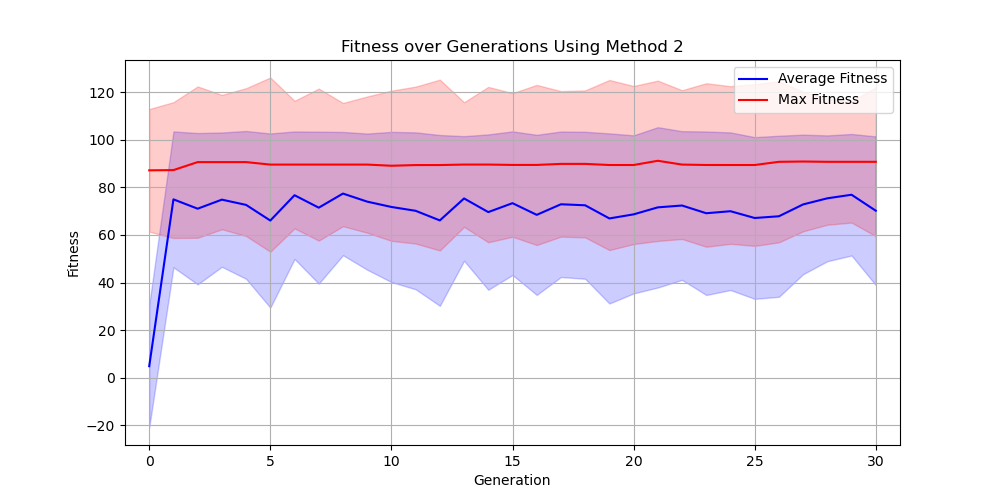 Fitness over Generations Using Method 2
Average Fitness
Max Fitness
Fitness
120
100
80
60
40
20
0
−20
0 5 10 15 20 25 30
Generation